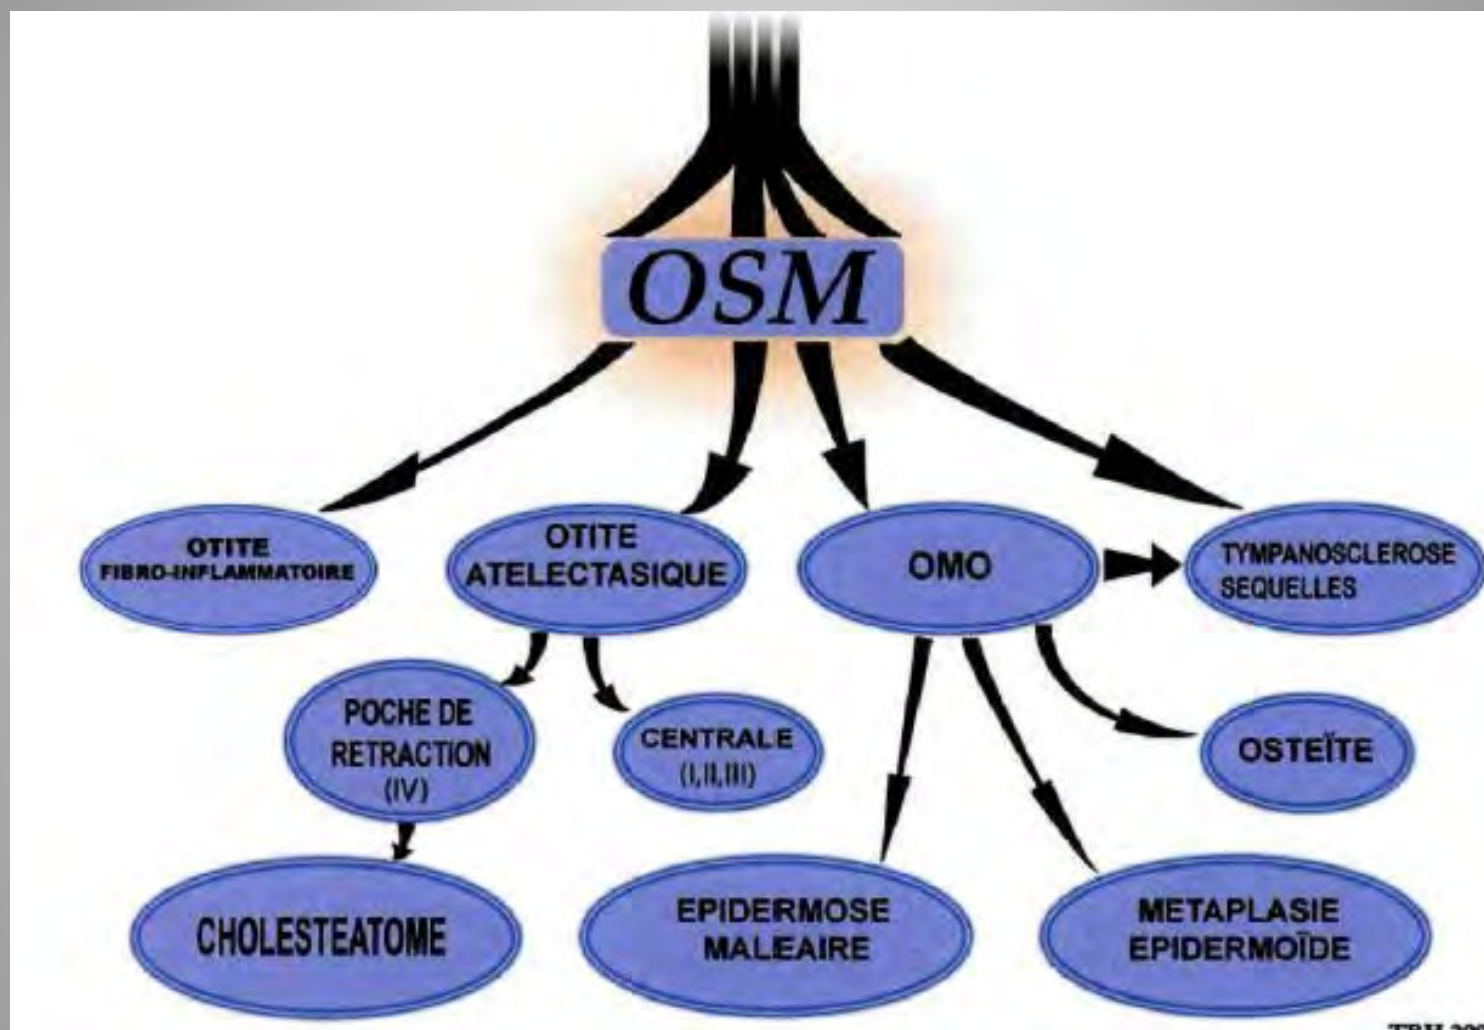 OSM
OTITE
FIBRO-INFLAMMATOIRE
OTITE
ATELECTASIQUE
OMO
TYMPANOSCLEROSE
SEQUELLES
POCHE DE
RETRACTION
(IV)
CENTRALE
(I,II,III)
OSTEÏTE
CHOLESTEATOME
EPIDERMOSE
MALEAIRE
METAPLASIE
EPIDERMOÏDE